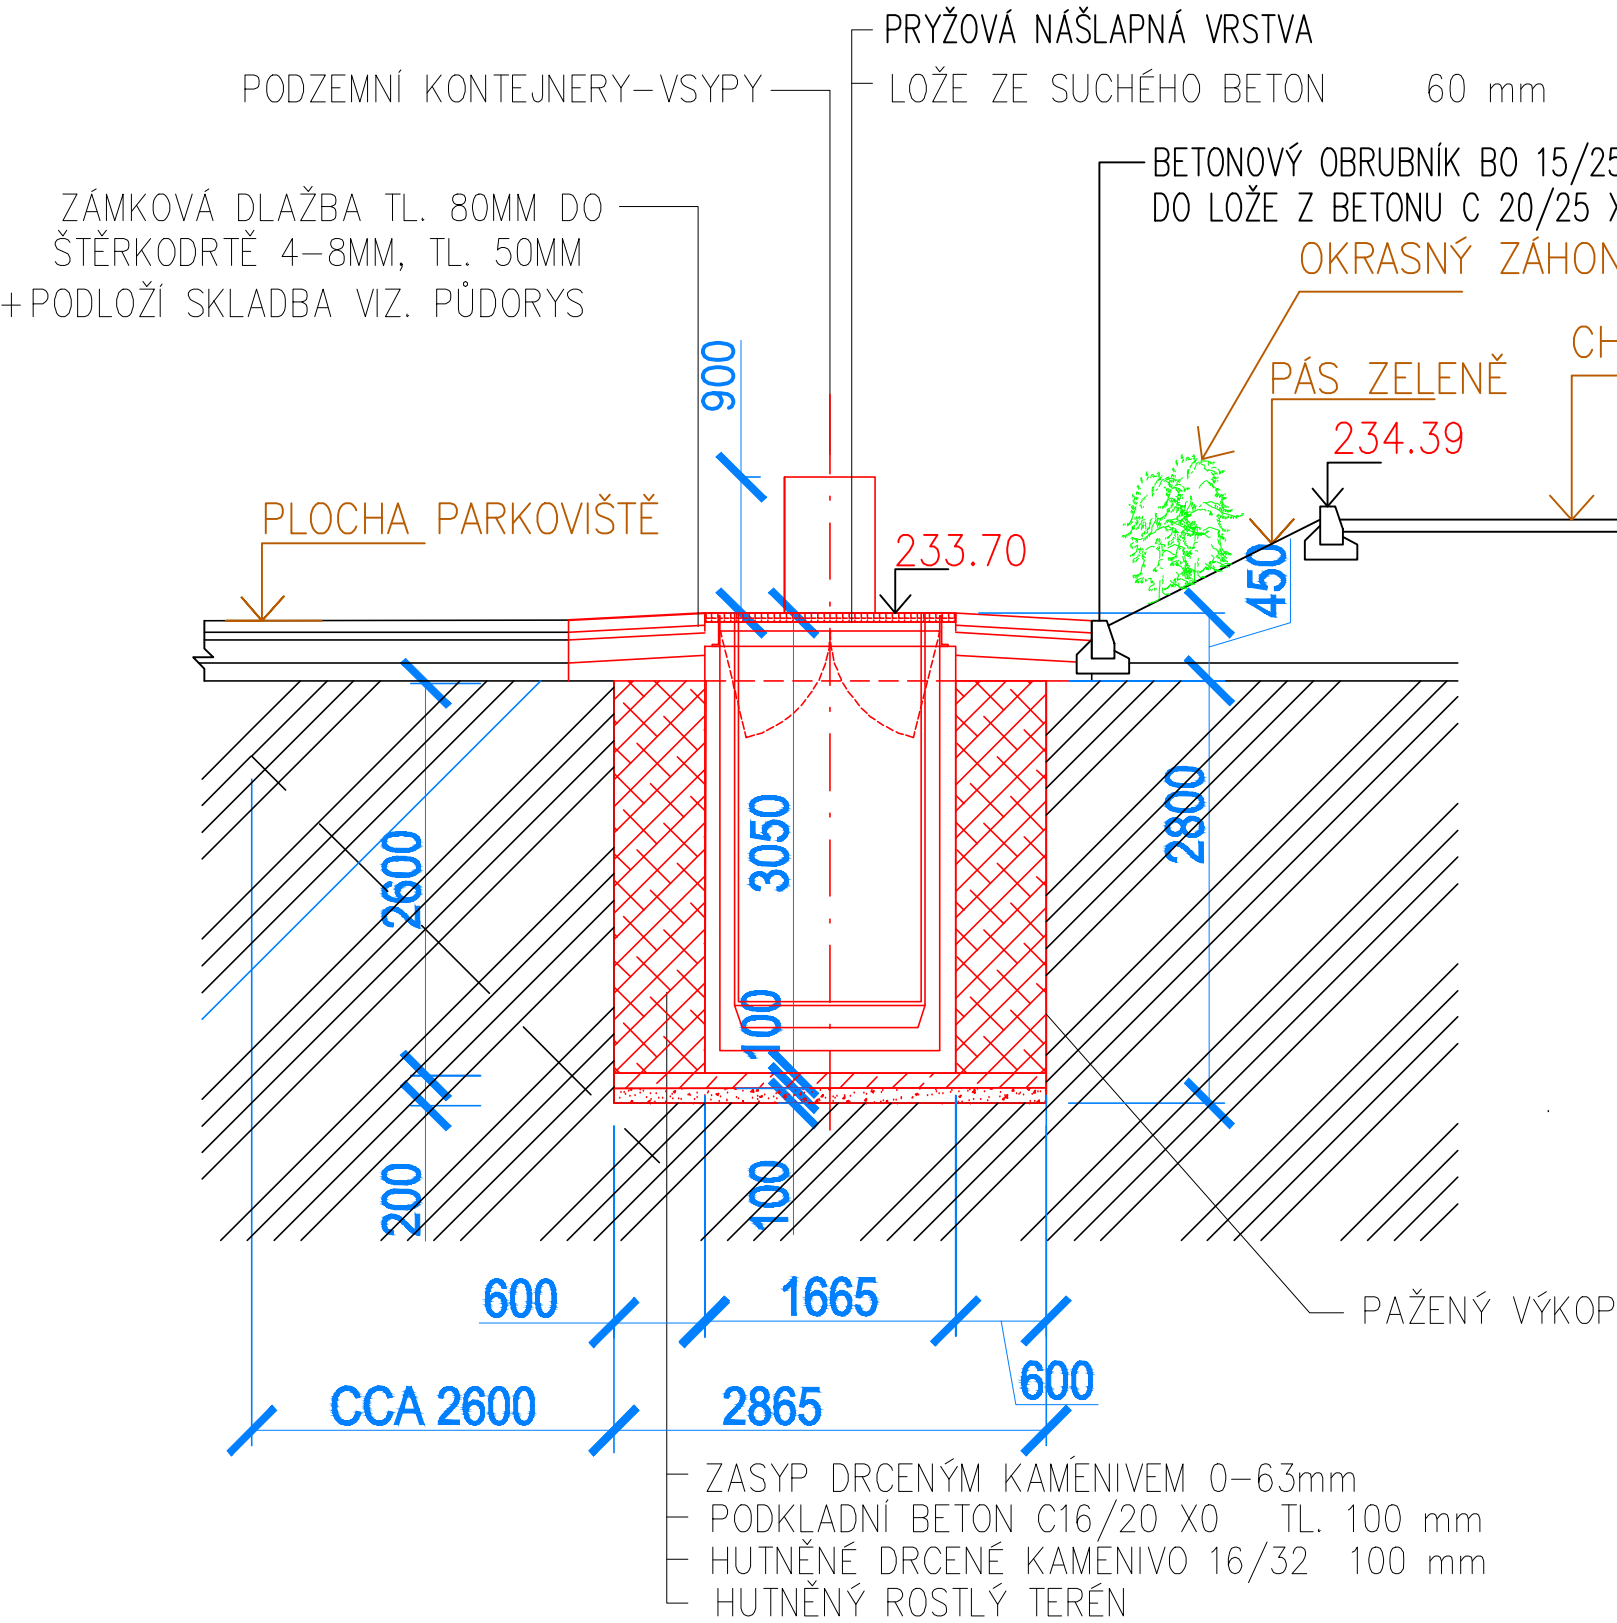 PRYŽOVÁ NÁŠLAPNÁ VRSTVA
PODZEMNÍ KONTEJNERY-VSYPY
LOŽE ZE SUCHÉHO BETON 60 mm
BETONOVÝ OBRUBNÍK BO 15/25
DO LOŽE Z BETONU C 20/25 X
ZÁMKOVÁ DLAŽBA TL. 80MM DO
ŠTĚRKODRTĚ 4-8MM, TL. 50MM
+PODLOŽÍ SKLADBA VIZ. PŮDORYS
OKRASNÝ ZÁHON
CH
PÁS ZELENĚ
900
234.39
PLOCHA PARKOVIŠTĚ
233.70
450
2600
3050
2800
100
200
100
600
1665
600
PAŽENÝ VÝKOP
CCA 2600
2865
ZASYP DRCENÝM KAMENIVEM 0-63mm
PODKLADNÍ BETON C16/20 X0 TL. 100 mm
HUTNĚNÉ DRCENÉ KAMENIVO 16/32 100 mm
HUTNĚNÝ ROSTLÝ TERÉN